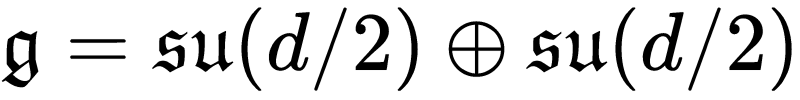 𝔤 = 𝔰𝔲(d/2) ⊕ 𝔰𝔲(d/2)